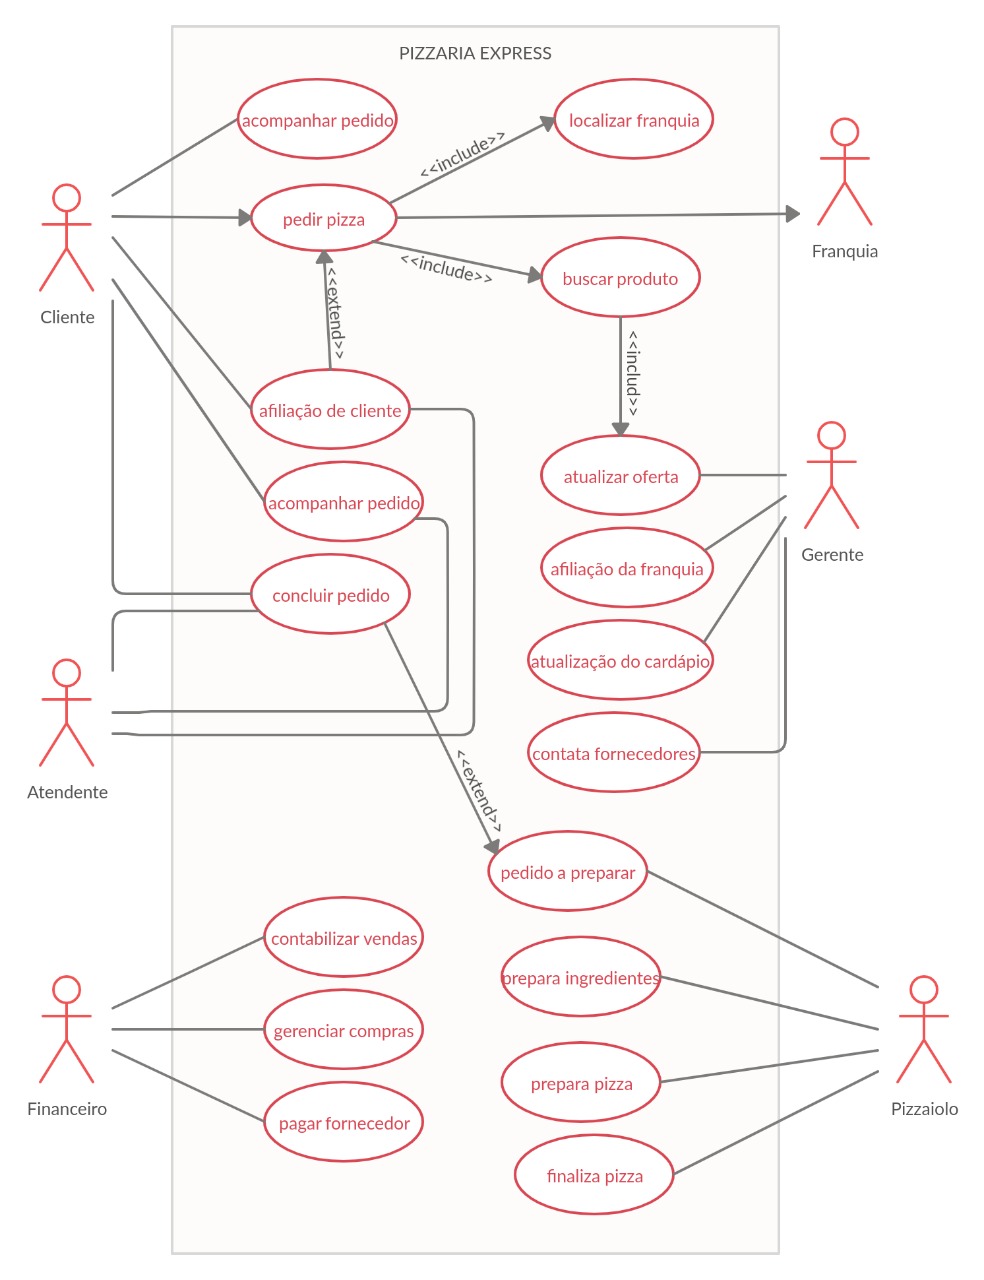 PIZZARIA EXPRESS
acompanhar pedido
localizar franquia
<<include>>
pedir pizza
Franquia
<<include>>
buscar produto
Cliente
<<extend>>
<<includ>>
afiliação de cliente
atualizar oferta
acompanhar pedido
Gerente
afiliação da franquia
concluir pedido
atualização do cardápio
contata fornecedores
Atendente
<<extend>>
pedido a preparar
contabilizar vendas
prepara ingredientes
gerenciar compras
prepara pizza
Financeiro
Pizzaiolo
pagar fornecedor
finaliza pizza